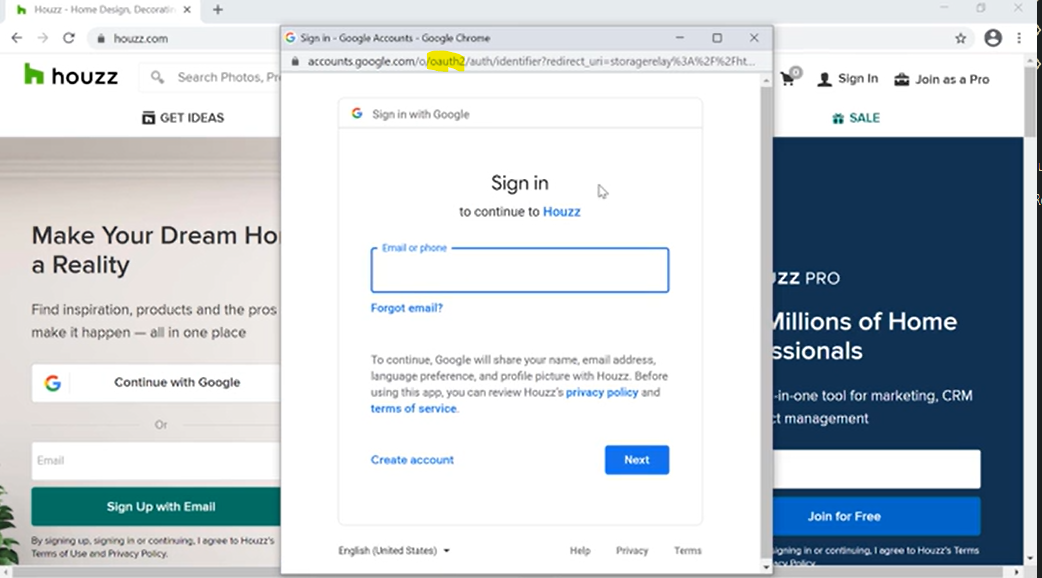 Houzz - Home Design, Decoratin
houzz.com
houzz
Search Photos, Pr
GET IDEAS
Make Your Dream Ho
a Reality
Find inspiration, products and the pros
make it happen — all in one place
Continue with Google
Or
Email
Sign Up with Email
By signing up, signing in or continuing, I agree to Houzz's
Terms of Use and Privacy Policy.
Sign in - Google Accounts - Google Chrome
accounts.google.com/o/oauth2/auth/identifier?redirect_uri=storagerelay%3A%2F%2Fht...
Sign in with Google
Sign in
to continue to Houzz
Email or phone
Forgot email?
To continue, Google will share your name, email address,
language preference, and profile picture with Houzz. Before
using this app, you can review Houzz's privacy policy and
terms of service.
Create account
Next
English (United States)
Help Privacy Terms
0
Sign In
Join as a Pro
SALE
ZZ PRO
Millions of Home
ssionals
-in-one tool for marketing, CRM
ct management
Join for Free
signing in or continuing, I agree to Houzz's Terms
acy Policy.